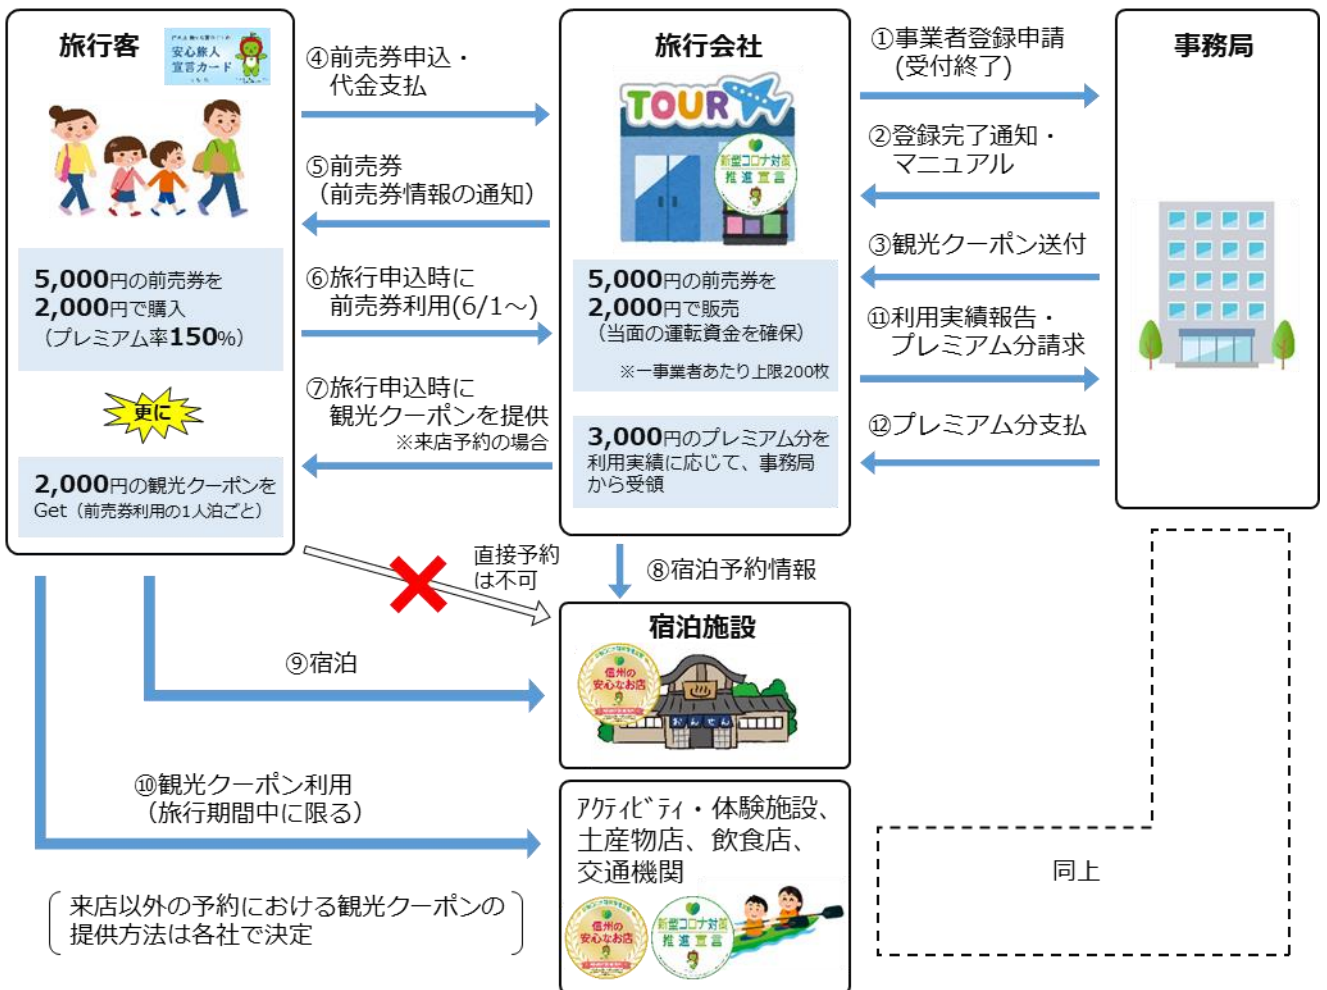 旅行客
安心旅人
宣言カード
④前売券申込・
代金支払
⑤前売券
（前売券情報の通知）
⑥旅行申込時に
前売券利用(6/1～)
⑦旅行申込時に
観光クーポンを提供
※来店予約の場合
5,000円の前売券を
2,000円で購入
（プレミアム率150%）
更に
2,000円の観光クーポンを
Get（前売券利用の1人泊ごと）
旅行会社
TOUR
新型コロナ対策
推進宣言
5,000円の前売券を
2,000円で販売
（当面の運転資金を確保）
※一事業者あたり上限200枚
3,000円のプレミアム分を
利用実績に応じて、事務局
から受領
①事業者登録申請
(受付終了)
②登録完了通知・
マニュアル
③観光クーポン送付
⑪利用実績報告・
プレミアム分請求
⑫プレミアム分支払
事務局
直接予約
は不可
⑧宿泊予約情報
宿泊施設
信州の
安心なお店
おんせん
⑨宿泊
⑩観光クーポン利用
（旅行期間中に限る）
ｱｸﾃｨﾋﾞﾃｨ・体験施設、
土産物店、飲食店、
交通機関
信州の
安心なお店
新型コロナ対策
推進宣言
同上
来店以外の予約における観光クーポンの
提供方法は各社で決定